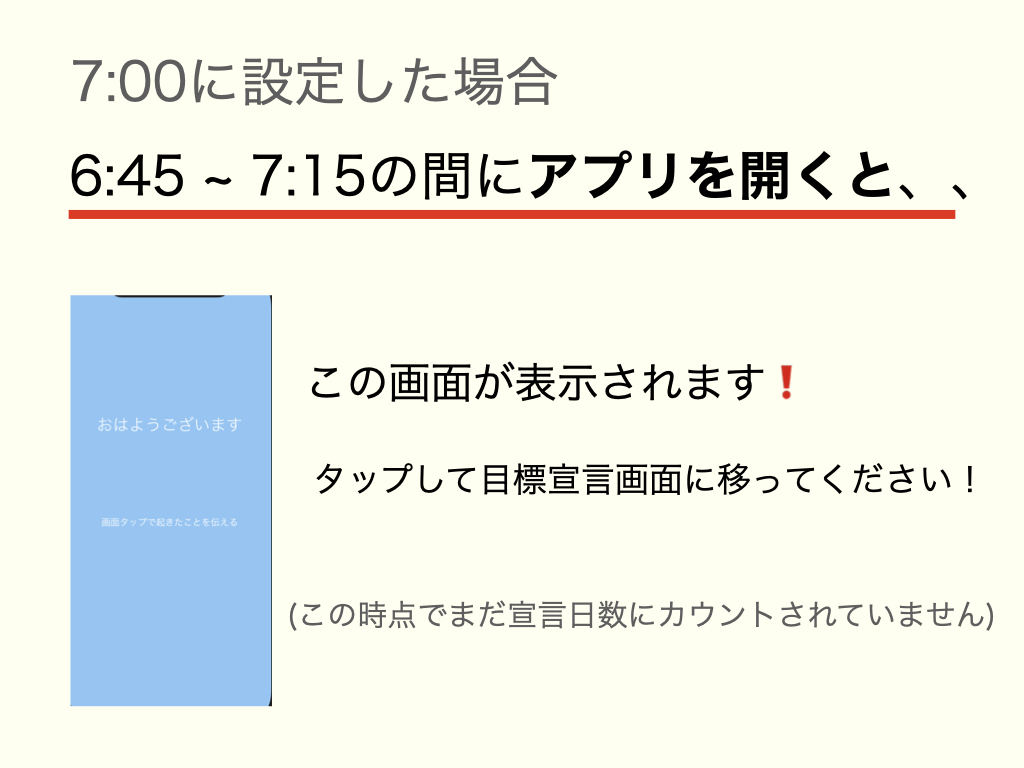 7:00に設定した場合
6:45 ~ 7:15の間にアプリを開くと、、
おはようございます
画面タップで起きたことを伝える
この画面が表示されます❗
タップして目標宣言画面に移ってください！
(この時点でまだ宣言日数にカウントされていません)